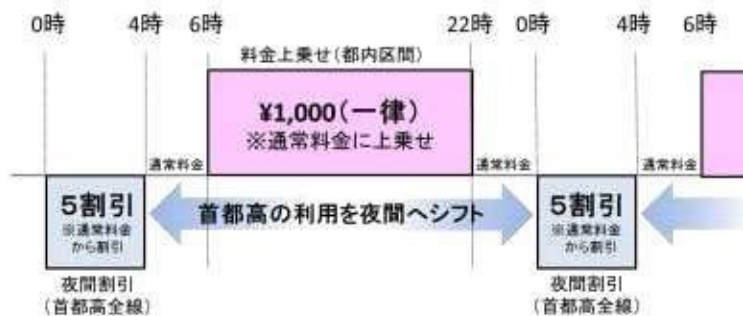 0時 4時 6時 22時 0時 4時 6時
料金上乗せ(都内区間)
¥1,000(一律)
※通常料金に上乗せ
通常料金 通常料金 通常料金
5割引
※通常料金
から割引
首都高の利用を夜間へシフト
5割引
※通常料金
から割引
夜間割引
(首都高全線)
夜間割引
(首都高全線)